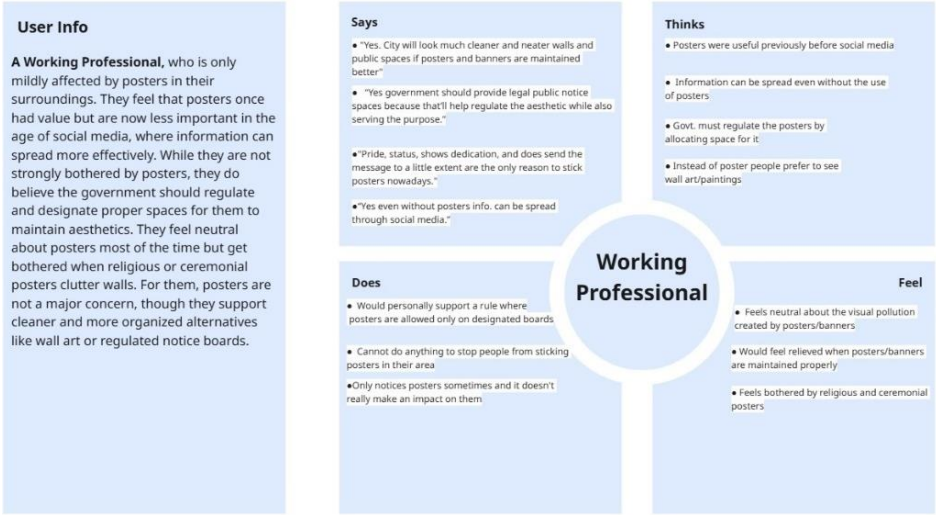 User Info
A Working Professional, who is only
mildly affected by posters in their
surroundings. They feel that posters once
had value but are now less important in the
age of social media, where information can
spread more effectively. While they are not
strongly bothered by posters, they do
believe the government should regulate
and designate proper spaces for them to
maintain aesthetics. They feel neutral
about posters most of the time but get
bothered when religious or ceremonial
posters clutter walls. For them, posters are
not a major concern, though they support
cleaner and more organized alternatives
like wall art or regulated notice boards.
Says
● "Yes. City will look much cleaner and neater walls and
public spaces if posters and banners are maintained
better"
● "Yes government should provide legal public notice
spaces because that'll help regulate the aesthetic while also
serving the purpose."
●"Pride, status, shows dedication, and does send the
message to a little extent are the only reason to stick
posters nowadays."
●"Yes even without posters info. can be spread
through social media."
Thinks
● Posters were useful previously before social media
● Information can be spread even without the use
of posters
● Govt. must regulate the posters by
allocating space for it
● Instead of poster people prefer to see
wall art/paintings
Working
Professional
Does
● Would personally support a rule where
posters are allowed only on designated boards
● Cannot do anything to stop people from sticking
posters in their area
●Only notices posters sometimes and it doesn't
really make an impact on them
Feel
● Feels neutral about the visual pollution
created by posters/banners
● Would feel relieved when posters/banners
are maintained properly
● Feels bothered by religious and ceremonial
posters